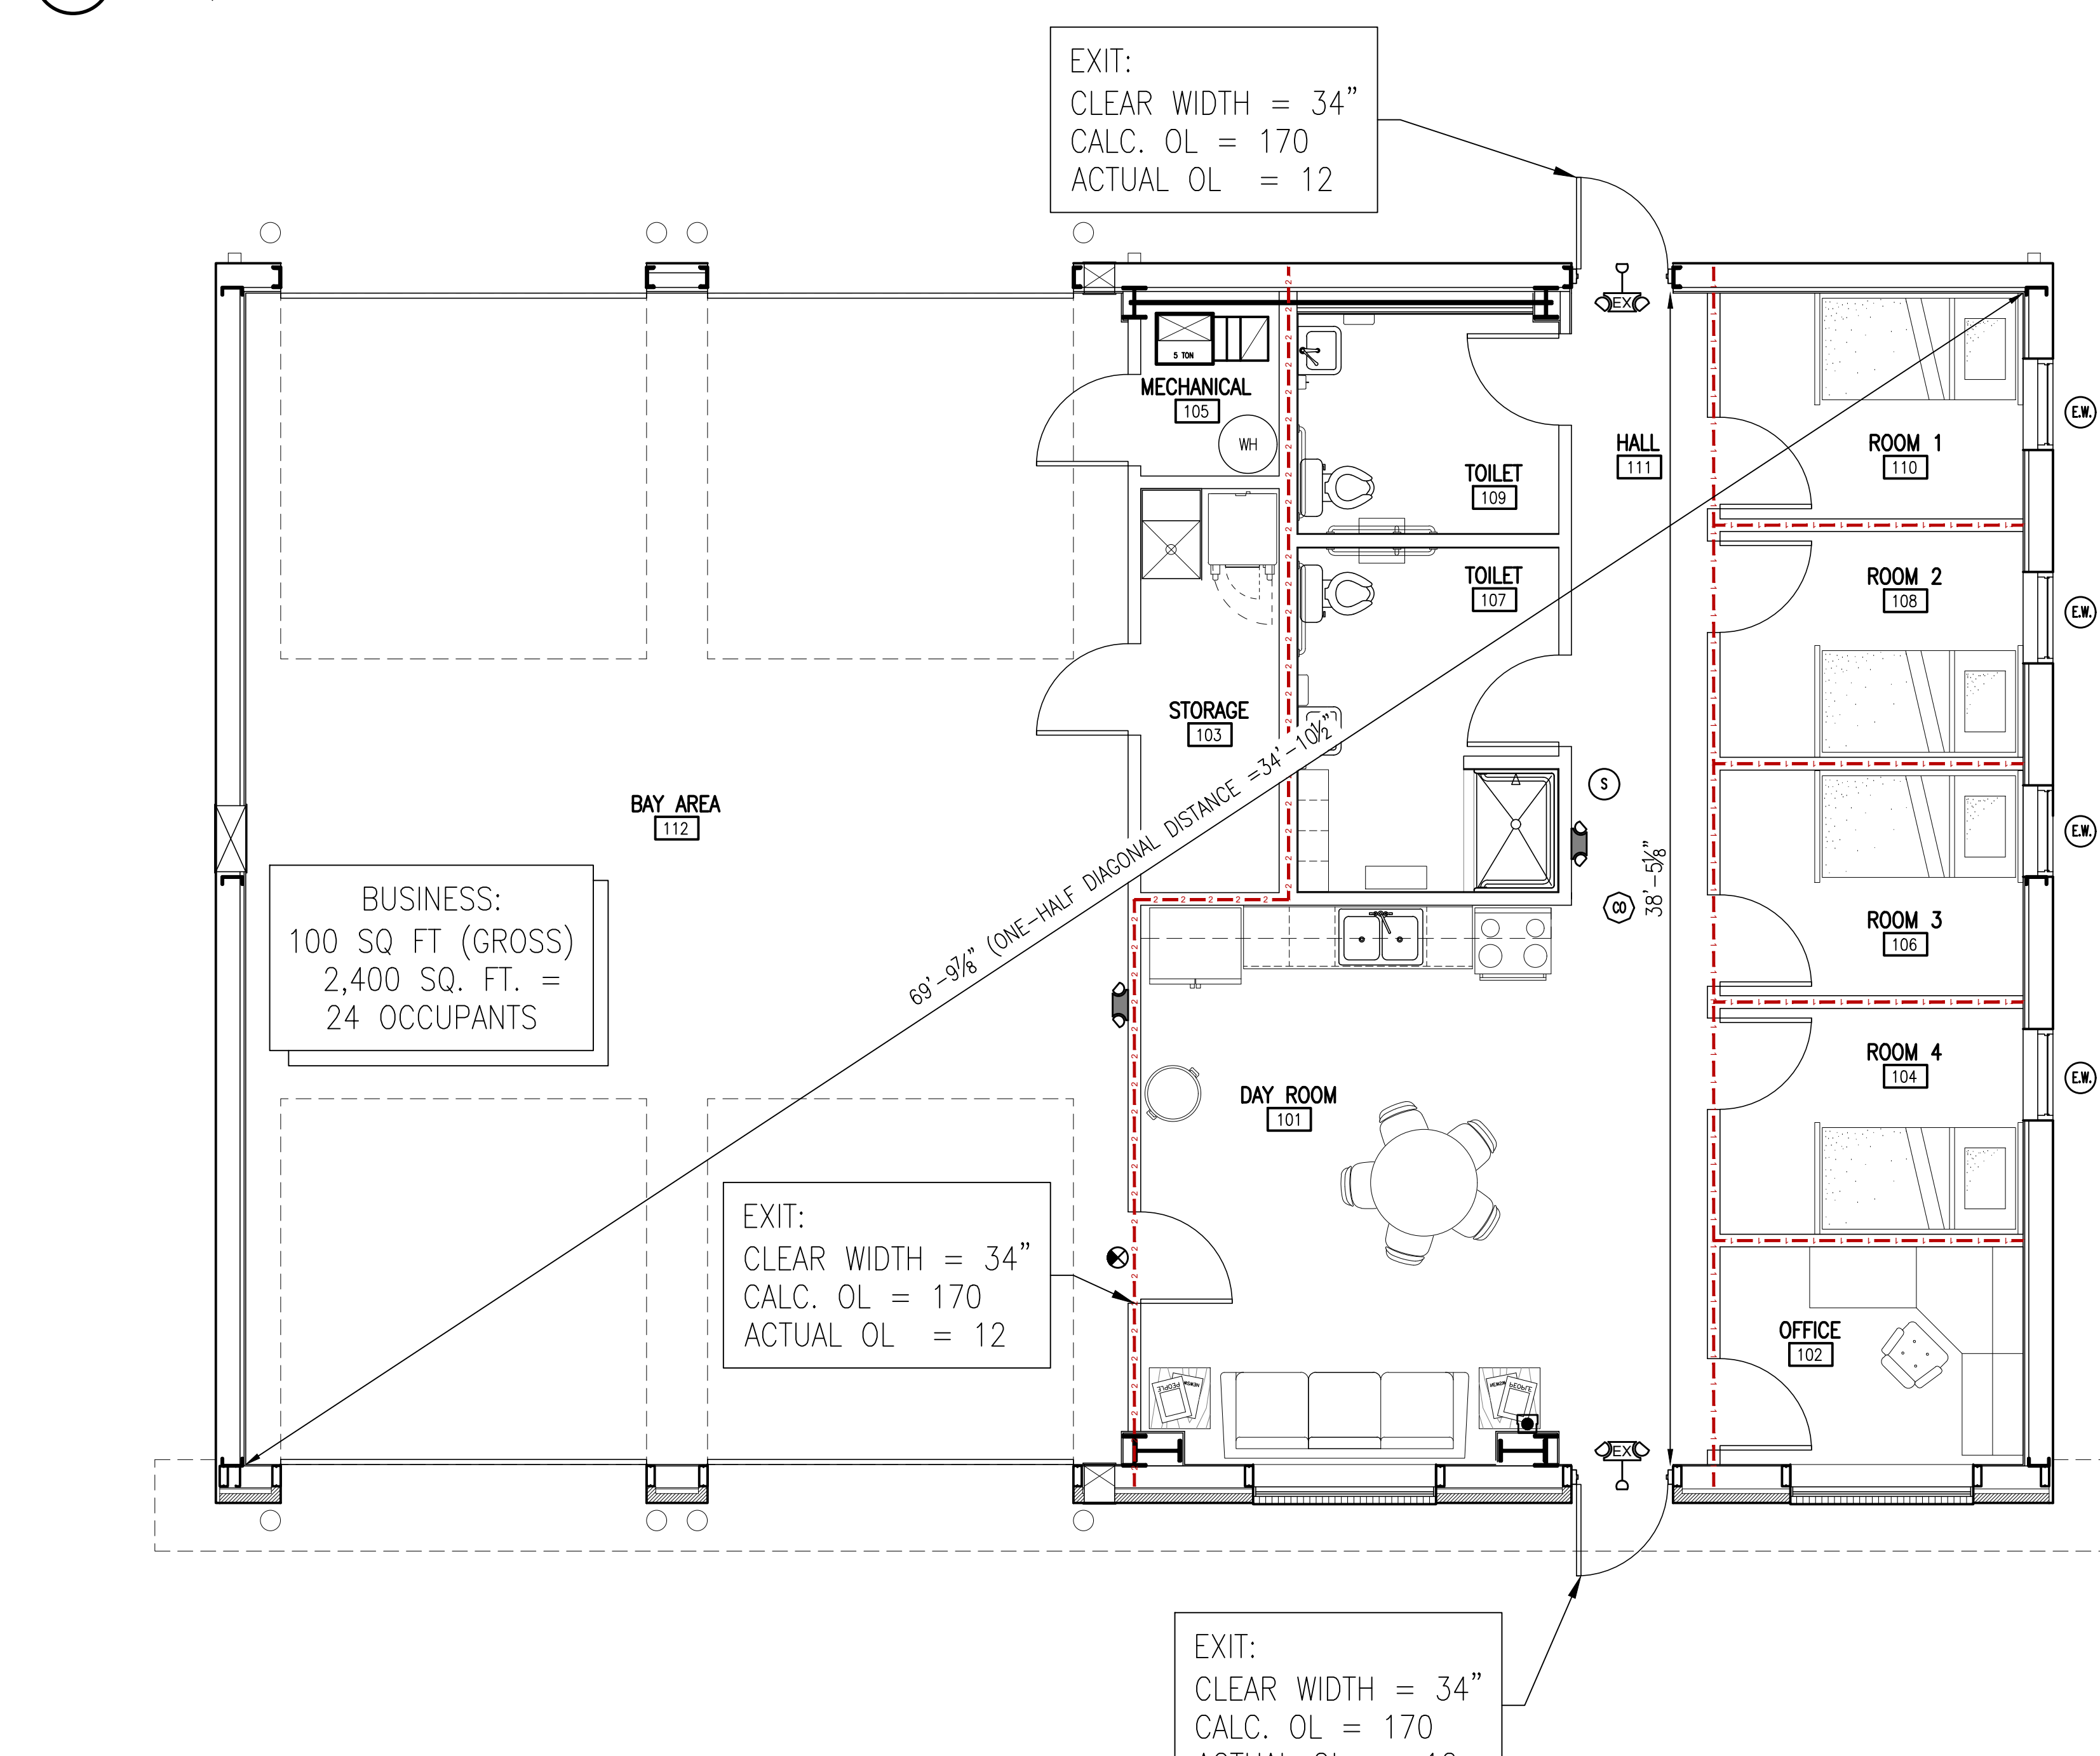 EXIT:
CLEAR WIDTH = 34"
CALC. OL = 170
ACTUAL OL = 12
EX
5 TON
MECHANICAL
105
WH
TOILET
109
HALL
111
ROOM 1
110
E.W.
TOILET
107
ROOM 2
108
E.W.
STORAGE
103
S
BAY AREA
112
69'-9⅞" (ONE-HALF DIAGONAL DISTANCE =34'-10½"
38'-5⅛"
CO
E.W.
BUSINESS:
100 SQ FT (GROSS)
2,400 SQ. FT. =
24 OCCUPANTS
ROOM 3
106
ROOM 4
104
E.W.
DAY ROOM
101
EXIT:
CLEAR WIDTH = 34"
CALC. OL = 170
ACTUAL OL = 12
OFFICE
102
PEOPLE
PEOPLE
EX
EXIT:
CLEAR WIDTH = 34"
CALC. OL = 170